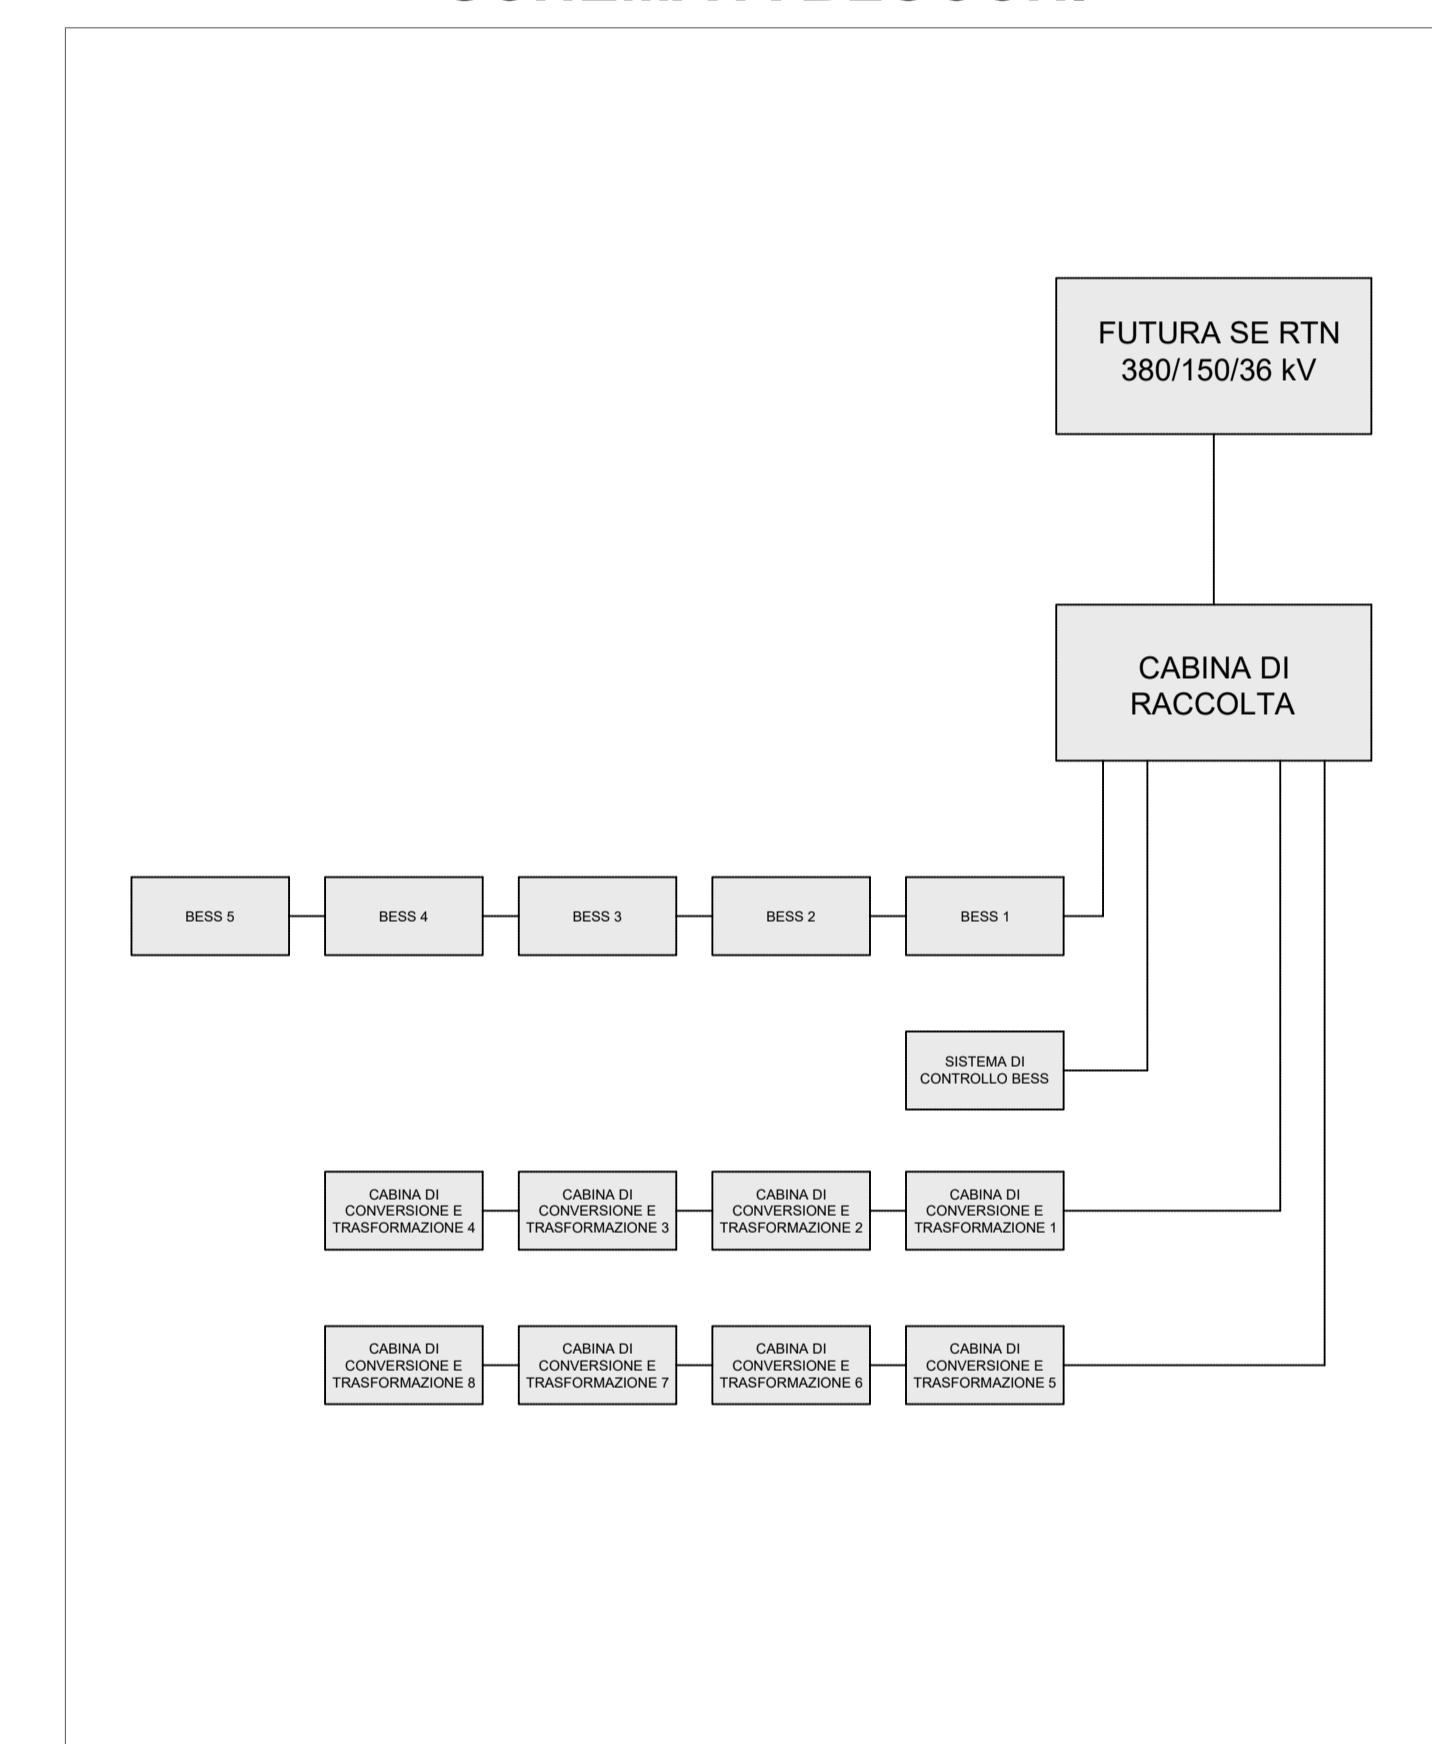 FUTURA SE RTN
380/150/36 kV
CABINA DI
RACCOLTA
BESS 5
BESS 4
BESS 3
BESS 2
BESS 1
SISTEMA DI
CONTROLLO BESS
CABINA DI
CONVERSIONE E
TRASFORMAZIONE 4
CABINA DI
CONVERSIONE E
TRASFORMAZIONE 3
CABINA DI
CONVERSIONE E
TRASFORMAZIONE 2
CABINA DI
CONVERSIONE E
TRASFORMAZIONE 1
CABINA DI
CONVERSIONE E
TRASFORMAZIONE 8
CABINA DI
CONVERSIONE E
TRASFORMAZIONE 7
CABINA DI
CONVERSIONE E
TRASFORMAZIONE 6
CABINA DI
CONVERSIONE E
TRASFORMAZIONE 5